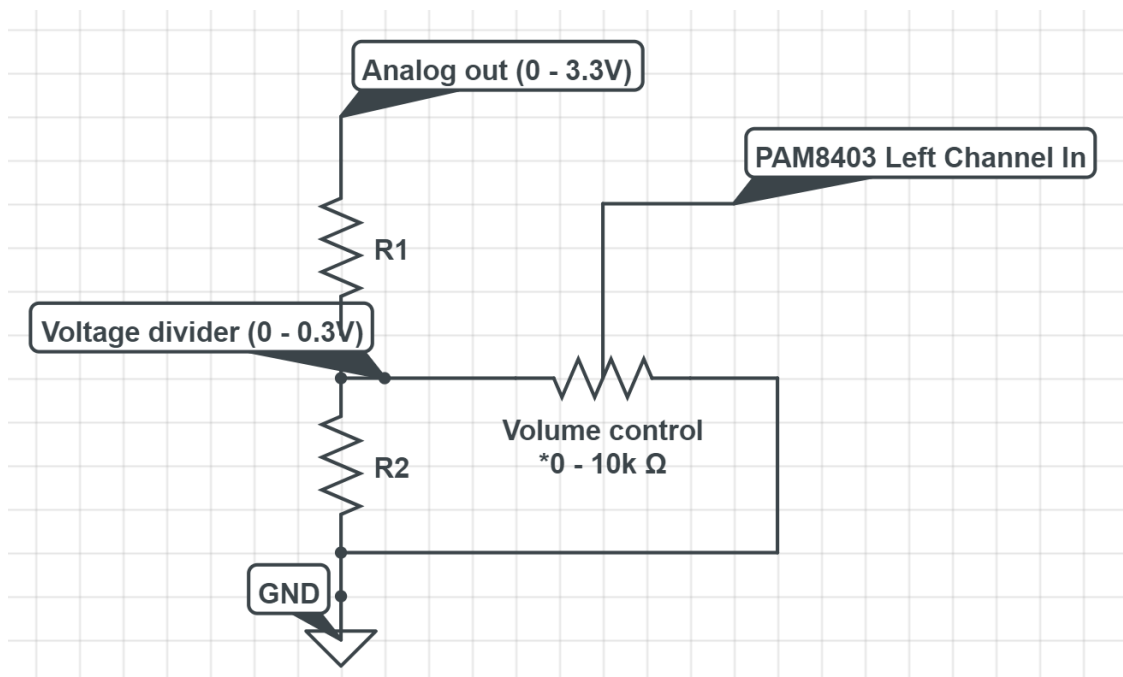 Analog out (0 - 3.3V)
PAM8403 Left Channel In
R1
Voltage divider (0 - 0.3V)
Volume control
*0 - 10k Ω
R2
GND